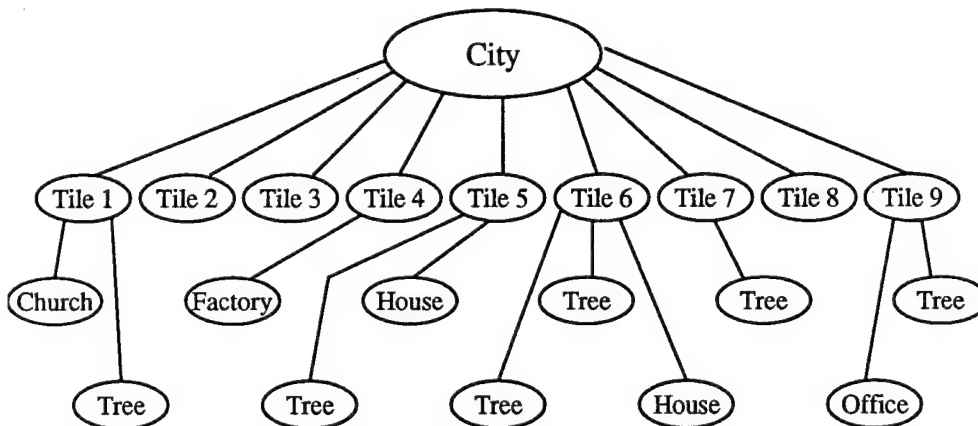 City
Tile 1 Tile 2 Tile 3 Tile 4 Tile 5 Tile 6 Tile 7 Tile 8 Tile 9
Church Factory House Tree Tree Tree
Tree Tree Tree House Office